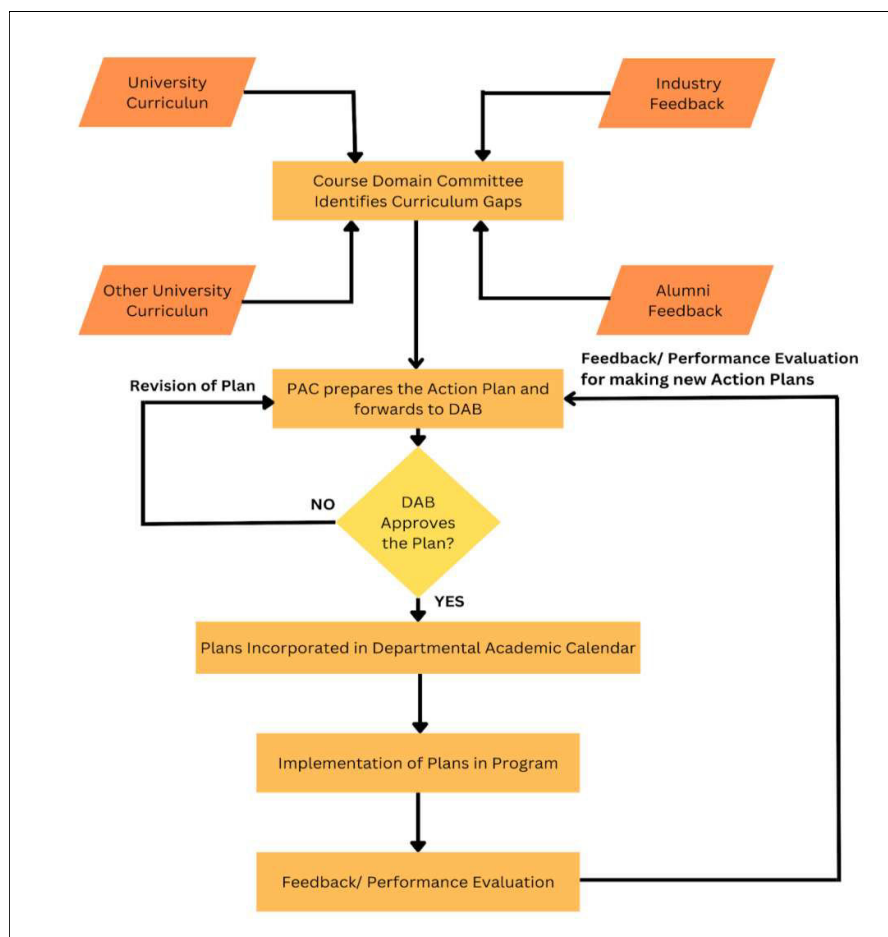 University
Curriculun
Industry
Feedback
Course Domain Committee
Identifies Curriculum Gaps
Other University
Curriculun
Alumni
Feedback
Feedback/ Performance Evaluation
for making new Action Plans
Revision of Plan
PAC prepares the Action Plan and
forwards to DAB
NO
DAB
Approves
the Plan?
YES
Plans Incorporated in Departmental Academic Calendar
Implementation of Plans in Program
Feedback/ Performance Evaluation